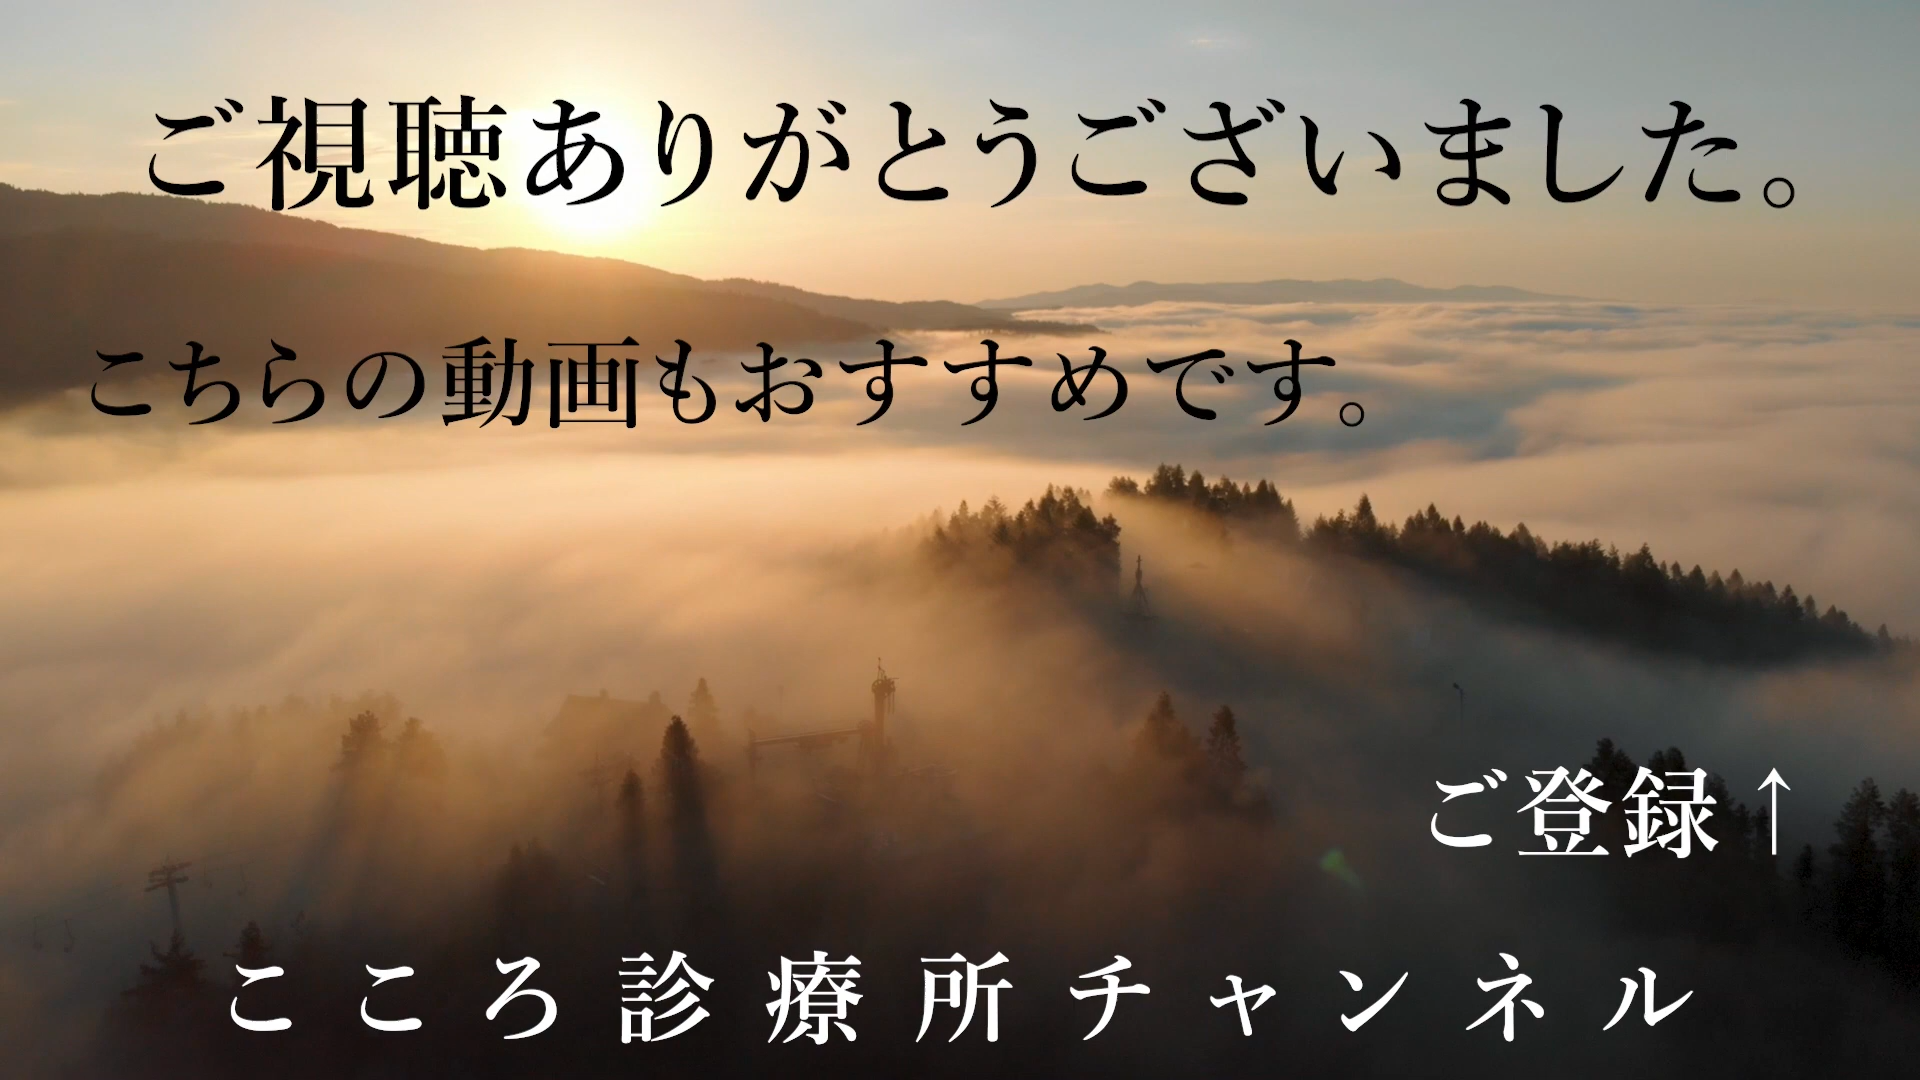 ご視聴ありがとうございました。
こちらの動画もおすすめです。
ご登録↑
こころ診療所チャンネル